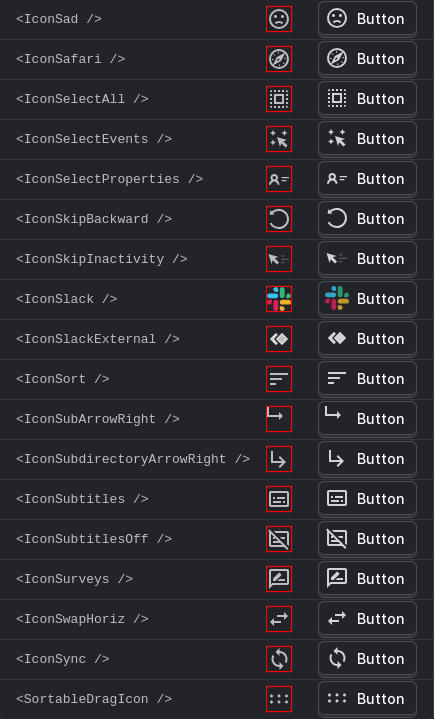 <IconSad /> Button
<IconSafari /> Button
<IconSelectAll /> Button
<IconSelectEvents /> Button
<IconSelectProperties /> Button
<IconSkipBackward /> Button
<IconSkipInactivity /> Button
<IconSlack /> Button
<IconSlackExternal /> Button
<IconSort /> Button
<IconSubArrowRight /> Button
<IconSubdirectoryArrowRight /> Button
<IconSubtitles /> Button
<IconSubtitlesOff /> Button
<IconSurveys /> Button
<IconSwapHoriz /> Button
<IconSync /> Button
<SortableDragIcon /> Button